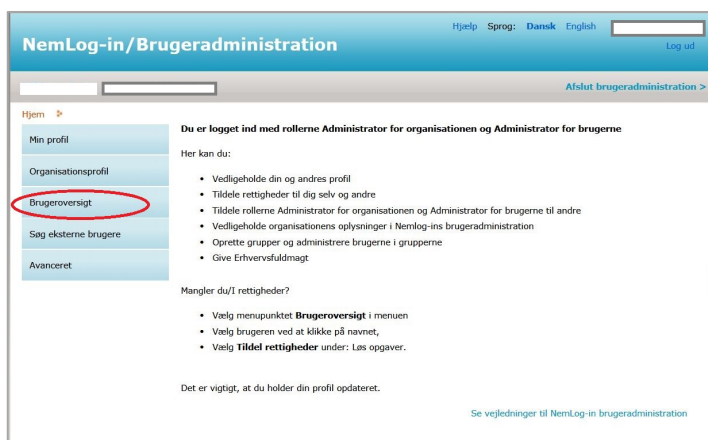 Hjælp Sprog: Dansk English
NemLog-in/Brugeradministration
Log ud
Afslut brugeradministration >
Hjem
Min profil
Organisationsprofil
Brugeroversigt
Søg eksterne brugere
Avanceret
Du er logget ind med rollerne Administrator for organisationen og Administrator for brugerne
Her kan du:
• Vedligeholde din og andres profil
• Tildele rettigheder til dig selv og andre
• Tildele rollerne Administrator for organisationen og Administrator for brugerne til andre
• Vedligeholde organisationens oplysninger i Nemlog-ins brugeradministration
• Oprette grupper og administrere brugerne i grupperne
• Give Erhvervsfuldmagt
Mangler du/I rettigheder?
• Vælg menupunktet Brugeroversigt i menuen
• Vælg brugeren ved at klikke på navnet,
• Vælg Tildel rettigheder under: Løs opgaver.
Det er vigtigt, at du holder din profil opdateret.
Se vejledninger til NemLog-in brugeradministration